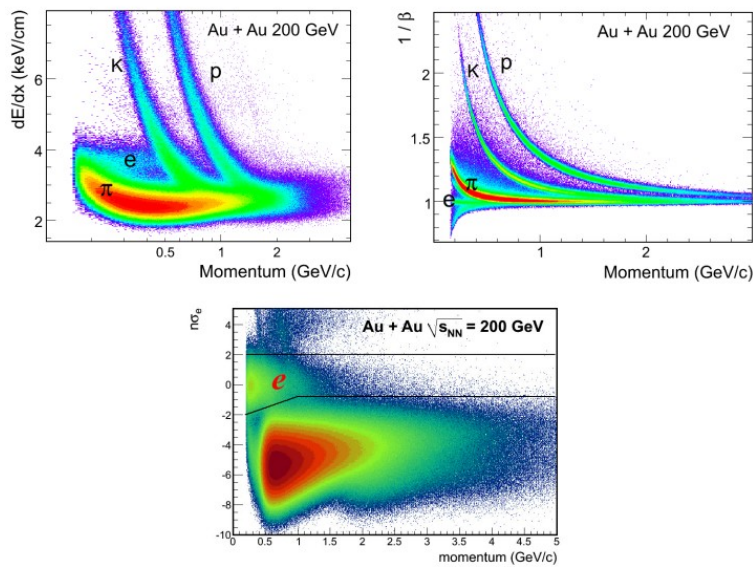 Au + Au 200 GeV
dE/dx (keV/cm)
K
p
e
π
6
4
2
0.5
1
2
3
4
Momentum (GeV/c)
Au + Au 200 GeV
1 / β
K
p
π
e
2
1.5
1
1
2
Momentum (GeV/c)
Au + Au √sNN = 200 GeV
nσe
e
4
2
0
-2
-4
-6
-8
-10
0
0.5
1
1.5
2
2.5
3
3.5
4
4.5
5
momentum (GeV/c)